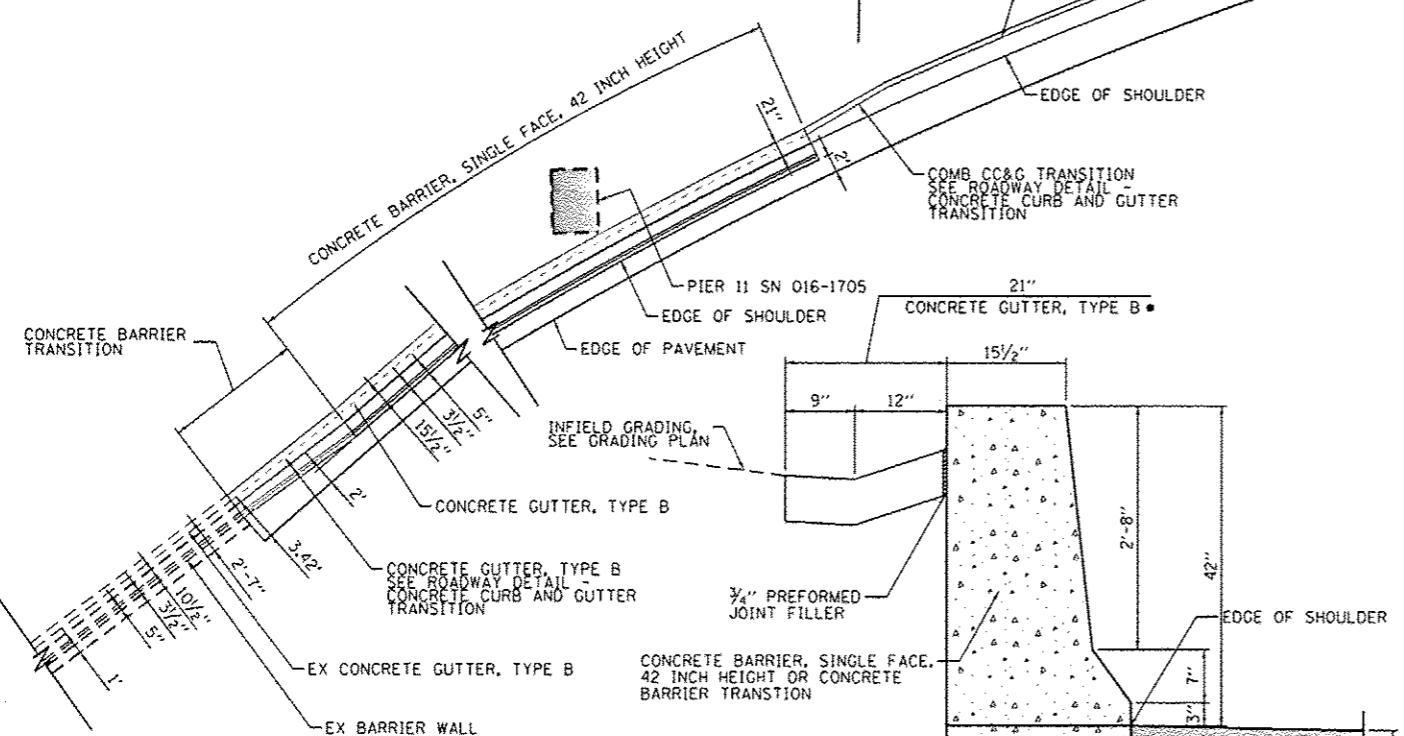 CONCRETE BARRIER, SINGLE FACE, 42 INCH HEIGHT
EDGE OF SHOULDER
21"
2'
COMB CC&G TRANSITION
SEE ROADWAY DETAIL -
CONCRETE CURB AND GUTTER
TRANSITION
PIER 11 SN 016-1705
EDGE OF SHOULDER
EDGE OF PAVEMENT
CONCRETE BARRIER
TRANSITION
5"
3½"
15½"
2'
CONCRETE GUTTER, TYPE B
3.42'
CONCRETE GUTTER, TYPE B
SEE ROADWAY DETAIL -
CONCRETE CURB AND GUTTER
TRANSITION
2'-7"
10½"
3½"
5"
1'
EX CONCRETE GUTTER, TYPE B
EX BARRIER WALL
21"
CONCRETE GUTTER, TYPE B •
15½"
9"
12"
INFIELD GRADING,
SEE GRADING PLAN
2'-8"
42"
¾" PREFORMED
JOINT FILLER
EDGE OF SHOULDER
CONCRETE BARRIER, SINGLE FACE,
42 INCH HEIGHT OR CONCRETE
BARRIER TRANSTION
7"
3"